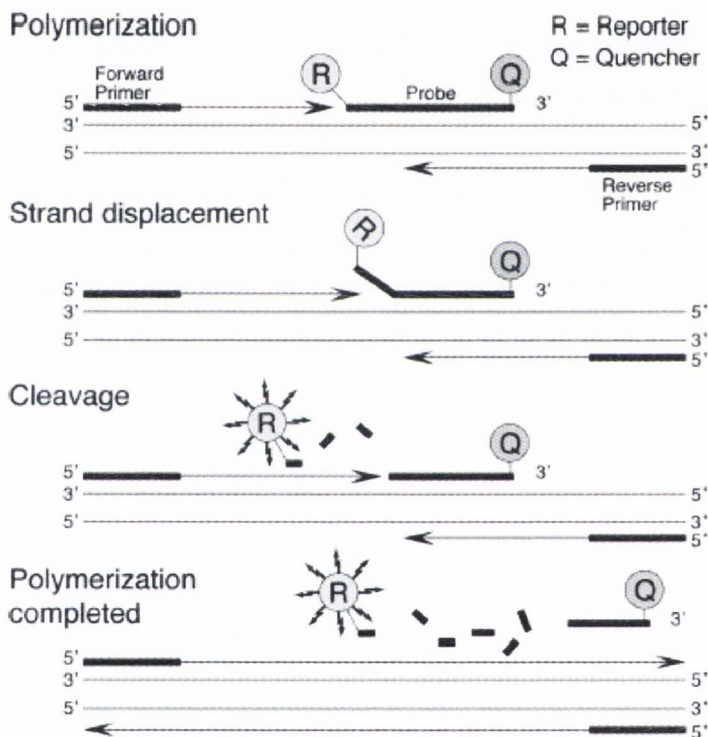 Polymerization
R = Reporter
Q = Quencher
Forward
Primer
R
Probe
Q
5' 3'
3' 5'
5' 3'
5'
Reverse
Primer
Strand displacement
R
Q
5' 3'
3' 5'
5' 3'
5'
Cleavage
R
Q
5' 3'
3' 5'
5' 3'
5'
Polymerization
completed
R
Q
3'
5'
3' 5'
5' 3'
5'